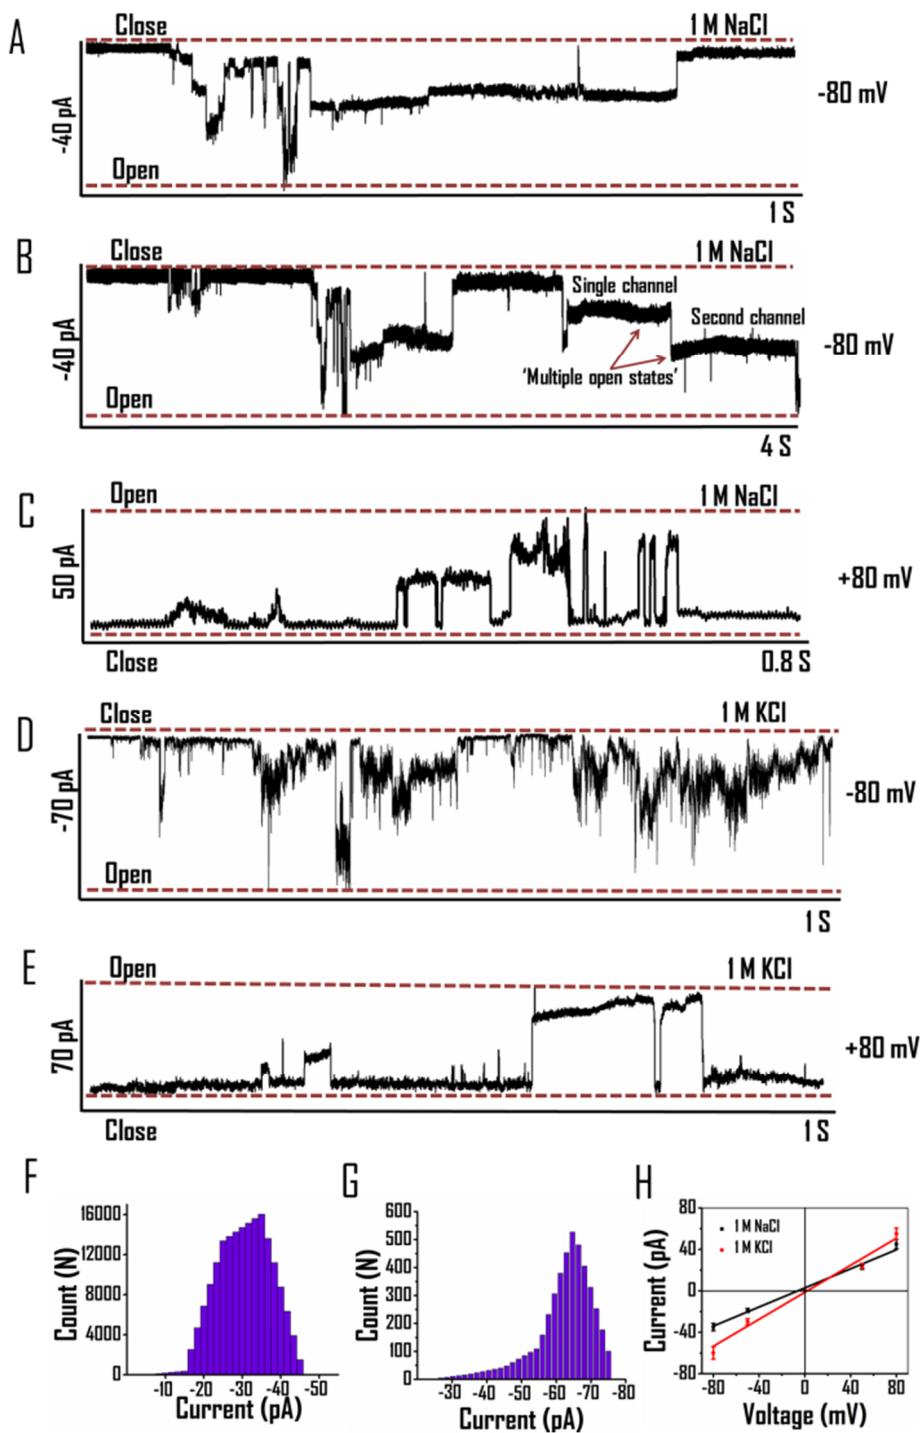 A
Close
1 M NaCl
-40 pA
-80 mV
Open
1 S
B
Close
1 M NaCl
Single channel
Second channel
-40 pA
-80 mV
'Multiple open states'
Open
4 S
C
Open
1 M NaCl
50 pA
+80 mV
Close
0.8 S
D
Close
1 M KCl
-70 pA
-80 mV
Open
1 S
E
Open
1 M KCl
70 pA
+80 mV
Close
1 S
F
Count (N)
16000
12000
8000
4000
0
-10 -20 -30 -40 -50
Current (pA)
G
Count (N)
600
500
400
300
200
100
0
-30 -40 -50 -60 -70 -80
Current (pA)
H
Current (pA)
80
40
0
-40
-80
1 M NaCl
1 M KCl
-80 -40 0 40 80
Voltage (mV)